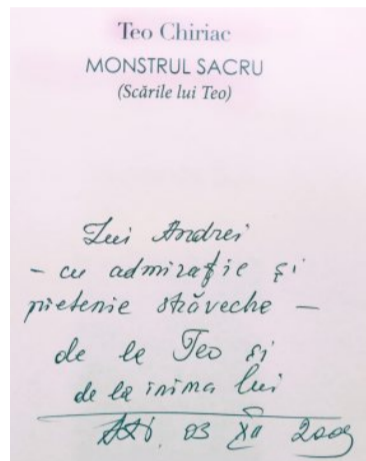 Teo Chiriac
MONSTRUL SACRU
(Scările lui Teo)
Lui Andrei
- cu admirație și
prietenie străveche -
de la Teo și
de la inima lui
03 XII 2009